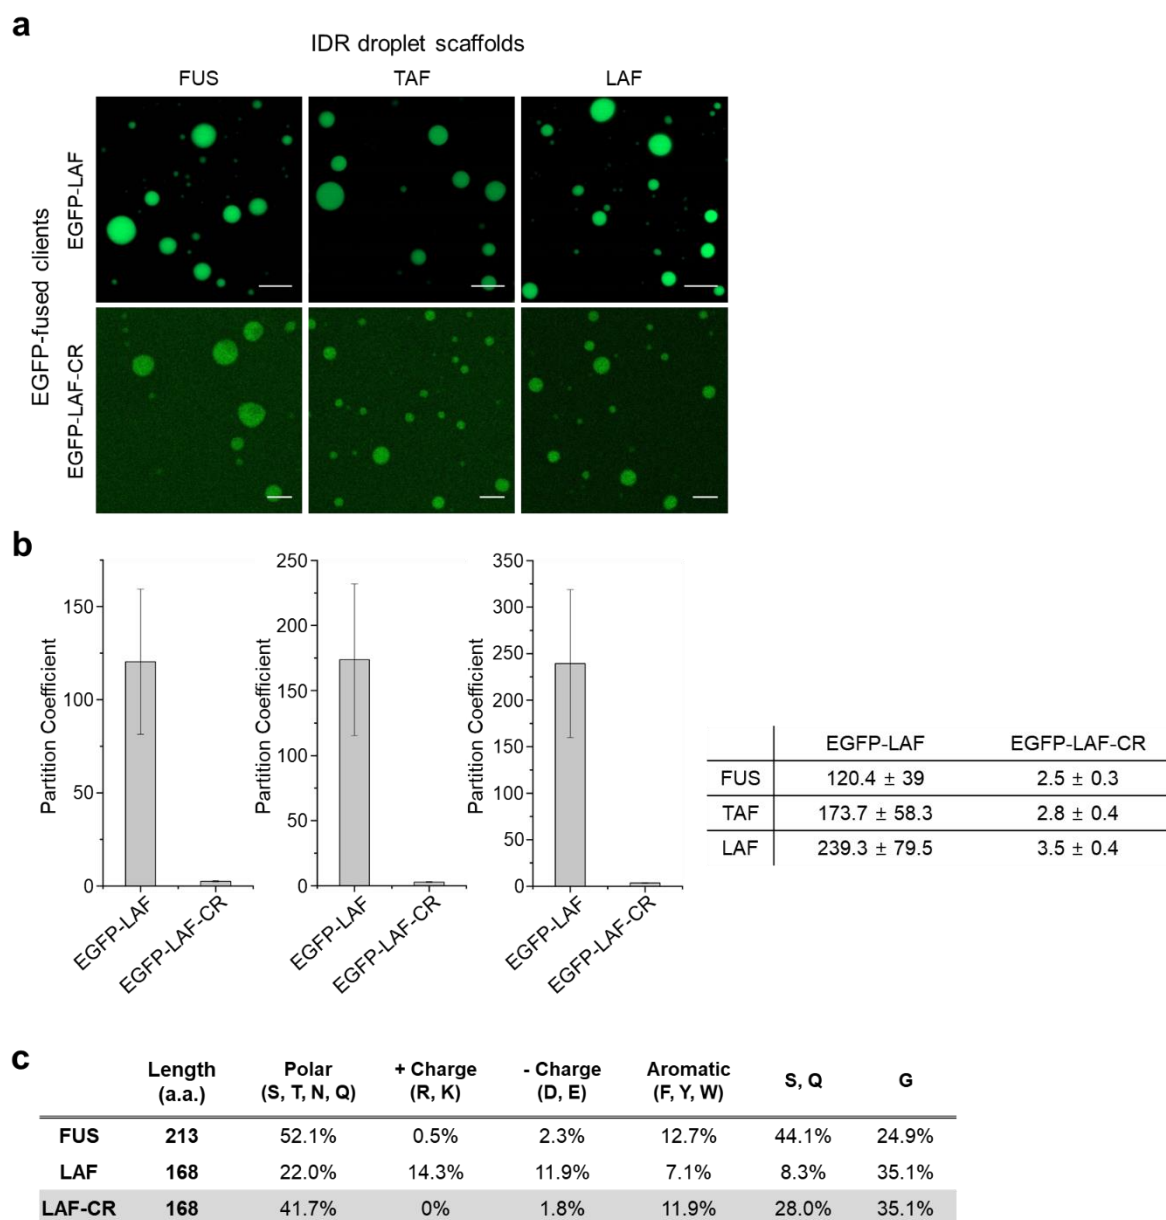 a
IDR droplet scaffolds
FUS TAF LAF
EGFP-fused clients
EGFP-LAF
EGFP-LAF-CR
b
Partition Coefficient
150
100
50
0
EGFP-LAF
EGFP-LAF-CR
Partition Coefficient
250
200
150
100
50
0
EGFP-LAF
EGFP-LAF-CR
Partition Coefficient
350
300
250
200
150
100
50
0
EGFP-LAF
EGFP-LAF-CR
EGFP-LAF EGFP-LAF-CR
FUS 120.4 ± 39 2.5 ± 0.3
TAF 173.7 ± 58.3 2.8 ± 0.4
LAF 239.3 ± 79.5 3.5 ± 0.4
c
Length Polar + Charge - Charge Aromatic S, Q G
(a.a.) (S, T, N, Q) (R, K) (D, E) (F, Y, W)
FUS 213 52.1% 0.5% 2.3% 12.7% 44.1% 24.9%
LAF 168 22.0% 14.3% 11.9% 7.1% 8.3% 35.1%
LAF-CR 168 41.7% 0% 1.8% 11.9% 28.0% 35.1%